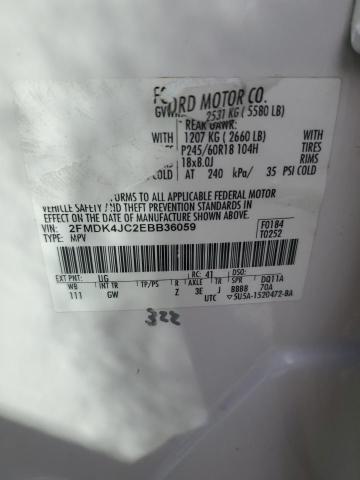 FORD MOTOR CO.
GVWR 2531 KG ( 5580 LB)
REAR GAWR:
WITH 1207 KG ( 2660 LB)
WITH P245/60R18 104H TIRES
18x8.0J RIMS
COLD AT 240 kPa/ 35 PSI COLD
CONFORMS TO ALL APPLICABLE FEDERAL MOTOR
VEHICLE SAFETY AND THEFT PREVENTION STANDARDS IN
EFFECT ON THE DATE OF MANUFACTURE SHOWN ABOVE.
VIN: 2FMDK4JC2EBB36059 F0184
TYPE: MPV T0252
EXT PNT: UG RC: 41 DSO:
WB INT TR TP/PS R AXLE TR SPR DQ11A
111 GW Z 3E J BBBB 70A
UTC 5U5A-1520472-BA
322